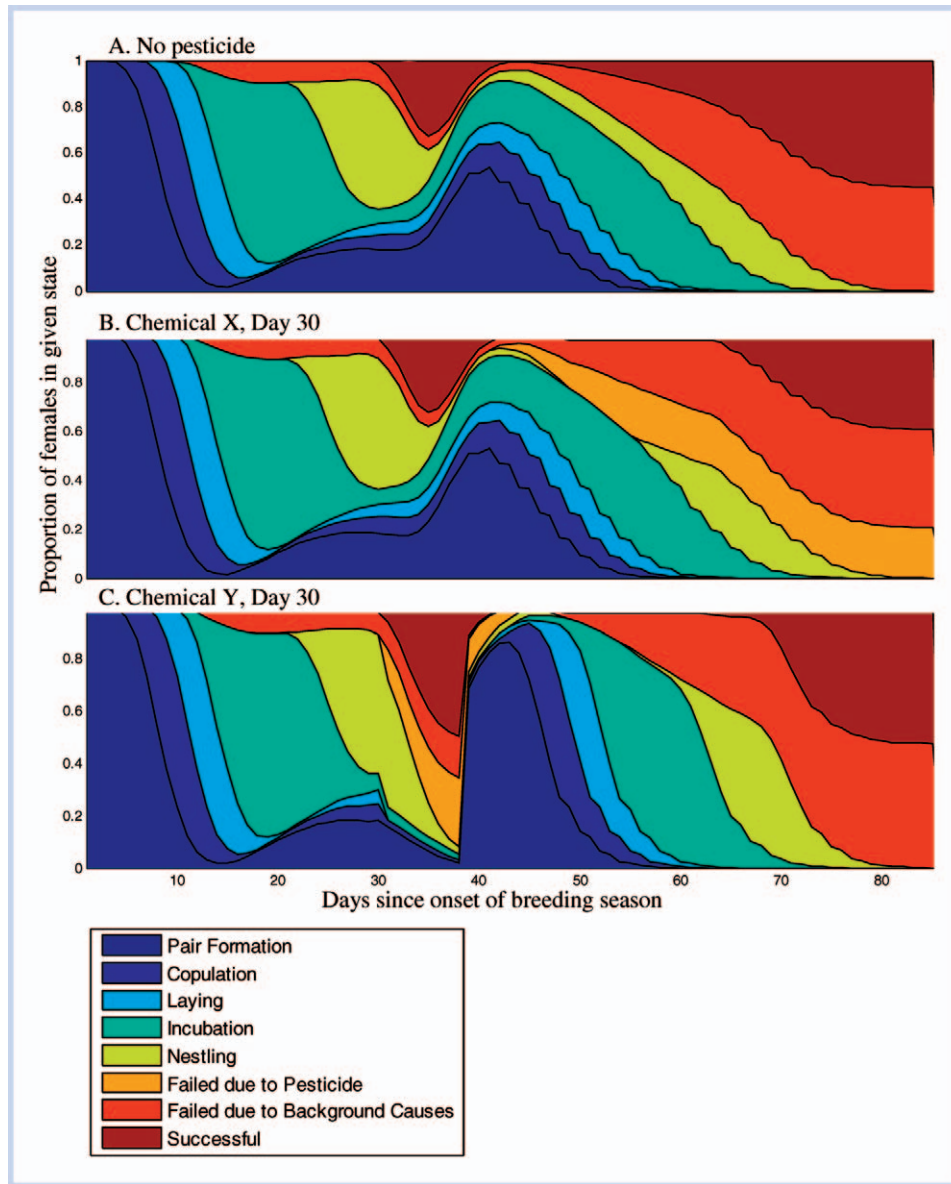 A. No pesticide
1
0.8
0.6
0.4
0.2
0
B. Chemical X, Day 30
0.8
0.6
0.4
0.2
0
C. Chemical Y, Day 30
0.8
0.6
0.4
0.2
0
Proportion of females in given state
10 20 30 40 50 60 70 80
Days since onset of breeding season
Pair Formation
Copulation
Laying
Incubation
Nestling
Failed due to Pesticide
Failed due to Background Causes
Successful